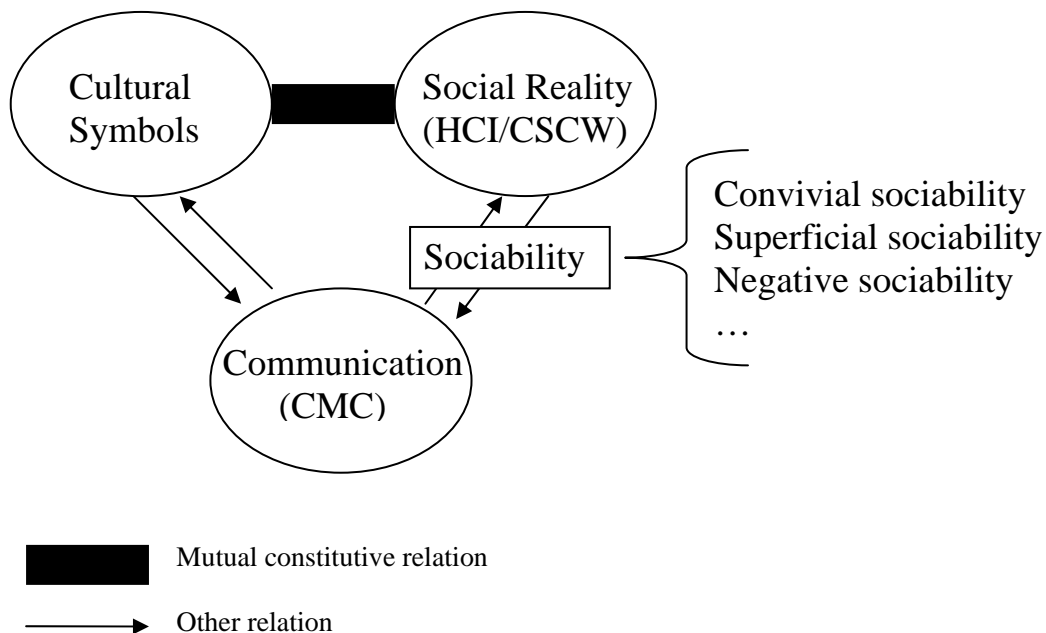 Cultural
Symbols
Social Reality
(HCI/CSCW)
Sociability
Convivial sociability
Superficial sociability
Negative sociability
…
Communication
(CMC)
Mutual constitutive relation
Other relation